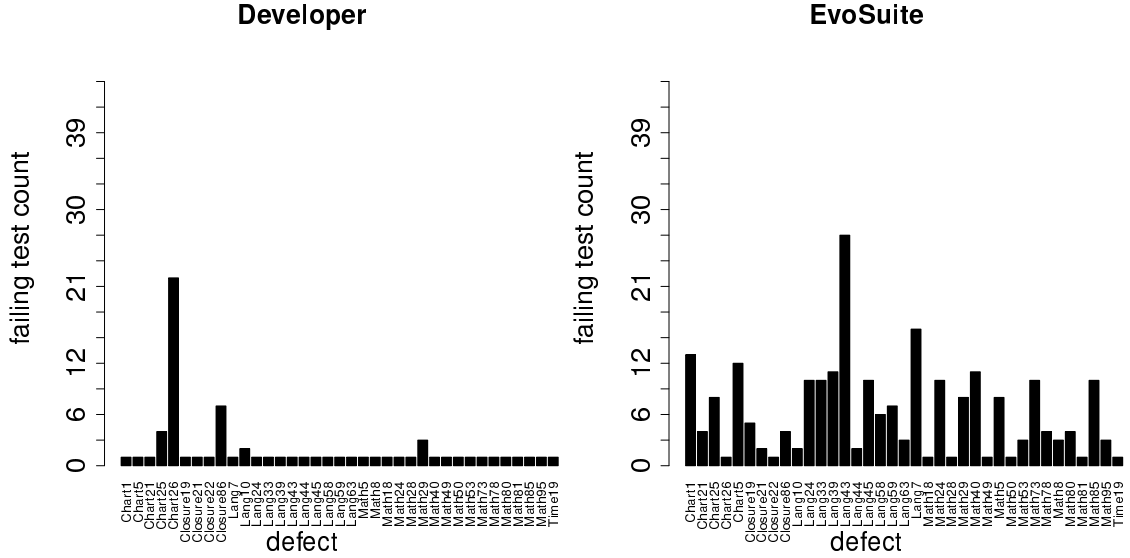 Developer
failing test count
0 6 12 21 30 39
Chart1 Chart5 Chart21 Chart25 Chart26 Closure19 Closure21 Closure22 Closure86 Lang7 Lang10 Lang24 Lang33 Lang39 Lang43 Lang44 Lang45 Lang58 Lang59 Lang63 Math5 Math8 Math18 Math24 Math28 Math29 Math40 Math49 Math50 Math53 Math73 Math78 Math80 Math81 Math85 Math95 Time19
defect
EvoSuite
failing test count
0 6 12 21 30 39
Chart1 Chart21 Chart25 Chart26 Chart5 Closure19 Closure21 Closure22 Closure86 Lang10 Lang24 Lang33 Lang39 Lang43 Lang44 Lang45 Lang58 Lang59 Lang63 Lang7 Math18 Math24 Math28 Math29 Math40 Math49 Math5 Math50 Math53 Math73 Math78 Math8 Math80 Math81 Math85 Math95 Time19
defect